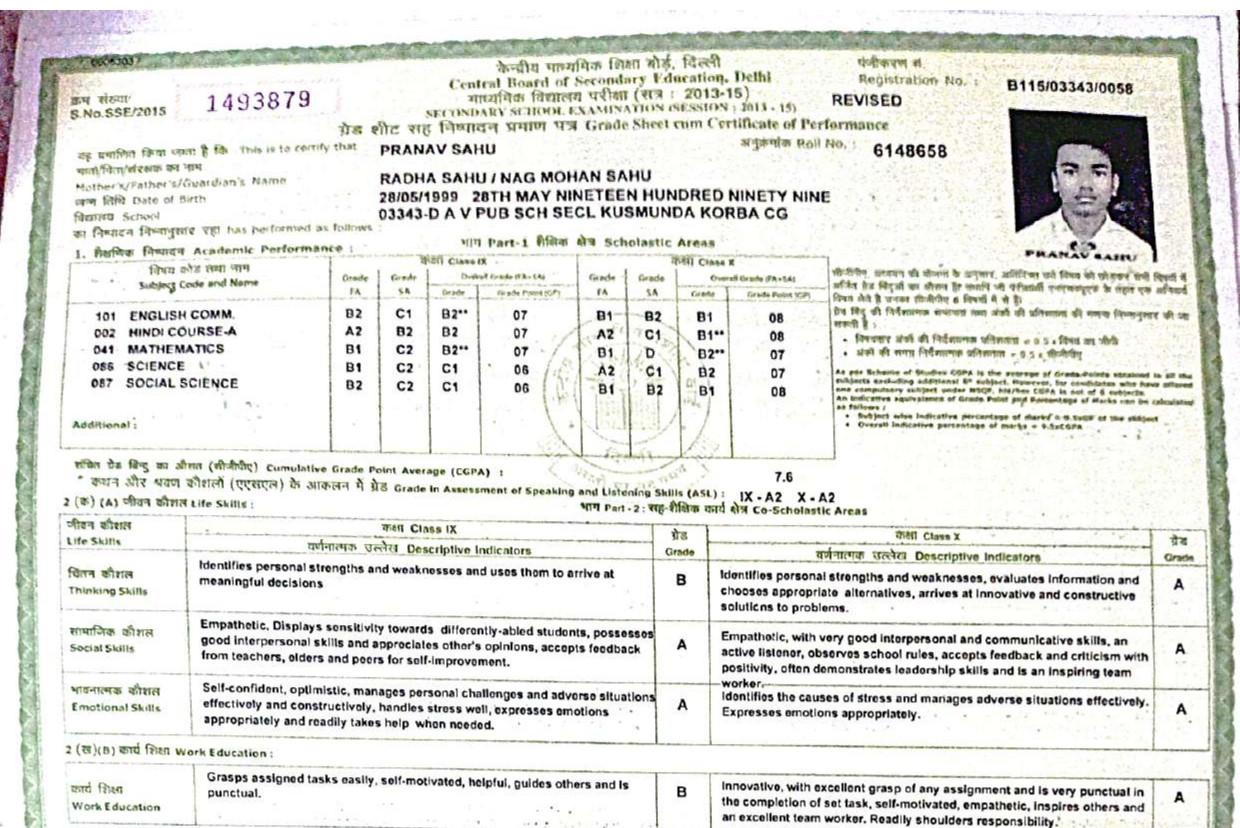 केन्द्रीय माध्यमिक शिक्षा बोर्ड, दिल्ली
Central Board of Secondary Education, Delhi
पंजीकरण सं.
Registration No. :
B115/03343/0058
क्रम संख्या/
S.No.SSE/2015
1493879
माध्यमिक विद्यालय परीक्षा (सत्र : 2013-15)
REVISED
SECONDARY SCHOOL EXAMINATION (SESSION : 2013 - 15)
ग्रेड शीट सह निष्पादन प्रमाण पत्र Grade Sheet cum Certificate of Performance
यह प्रमाणित किया जाता है कि This is to certify that PRANAV SAHU
अनुक्रमांक Roll No. : 6148658
माता/पिता/संरक्षक का नाम
Mother's/Father's/Guardian's Name RADHA SAHU / NAG MOHAN SAHU
जन्म तिथि Date of Birth 28/05/1999 28TH MAY NINETEEN HUNDRED NINETY NINE
विद्यालय School 03343-D A V PUB SCH SECL KUSMUNDA KORBA CG
का निष्पादन निम्नानुसार रहा has performed as follows :
PRANAV SAHU
1. शैक्षणिक निष्पादन Academic Performance :
भाग Part-1 शैक्षिक क्षेत्र Scholastic Areas
विषय कोड तथा नाम
Subject Code and Name
कक्षा Class IX
कक्षा Class X
Grade FA Grade SA Overall Grade (FA+SA) Grade Grade Point (GP) Grade FA Grade SA Overall Grade (FA+SA) Grade Grade Point (GP)
101 ENGLISH COMM. B2 C1 B2** 07 B1 B2 B1 08
002 HINDI COURSE-A A2 B2 B2 07 A2 C1 B1** 08
041 MATHEMATICS B1 C2 B2** 07 B1 D B2** 07
086 SCIENCE B1 C2 C1 06 A2 C1 B2 07
087 SOCIAL SCIENCE B2 C2 C1 06 B1 B2 B1 08
Additional :
As per Scheme of Studies CGPA is the average of Grade Points obtained in all the
subjects excluding additional 6th subject. However, for candidates who have offered
one compulsory subject under NSQF, his/her CGPA is out of 6 subjects.
An indicative equivalence of Grade Point and Percentage of Marks can be calculated
as follows :
• Subject wise indicative percentage of marks = 9.5xGP of the subject
• Overall indicative percentage of marks = 9.5xCGPA
संचित ग्रेड बिन्दु का औसत (सीजीपीए) Cumulative Grade Point Average (CGPA) : 7.6
* कथन और श्रवण कौशलों (एएसएल) के आकलन में ग्रेड Grade in Assessment of Speaking and Listening Skills (ASL) : IX - A2 X - A2
भाग Part - 2 : सह-शैक्षिक कार्य क्षेत्र Co-Scholastic Areas
2 (क) (A) जीवन कौशल Life Skills :
जीवन कौशल
Life Skills
कक्षा Class IX
वर्णनात्मक उल्लेख Descriptive Indicators
ग्रेड
Grade
कक्षा Class X
वर्णनात्मक उल्लेख Descriptive Indicators
ग्रेड
Grade
चिंतन कौशल
Thinking Skills
Identifies personal strengths and weaknesses and uses them to arrive at
meaningful decisions
B
Identifies personal strengths and weaknesses, evaluates information and
chooses appropriate alternatives, arrives at innovative and constructive
solutions to problems.
A
सामाजिक कौशल
Social Skills
Empathetic, Displays sensitivity towards differently-abled students, possesses
good interpersonal skills and appreciates other's opinions, accepts feedback
from teachers, elders and peers for self-improvement.
A
Empathetic, with very good interpersonal and communicative skills, an
active listener, observes school rules, accepts feedback and criticism with
positivity, often demonstrates leadership skills and is an inspiring team
worker.
A
भावनात्मक कौशल
Emotional Skills
Self-confident, optimistic, manages personal challenges and adverse situations
effectively and constructively, handles stress well, expresses emotions
appropriately and readily takes help when needed.
A
Identifies the causes of stress and manages adverse situations effectively.
Expresses emotions appropriately.
A
2 (ख)(B) कार्य शिक्षा Work Education :
कार्य शिक्षा
Work Education
Grasps assigned tasks easily, self-motivated, helpful, guides others and is
punctual.
B
Innovative, with excellent grasp of any assignment and is very punctual in
the completion of set task, self-motivated, empathetic, inspires others and
an excellent team worker. Readily shoulders responsibility.
A